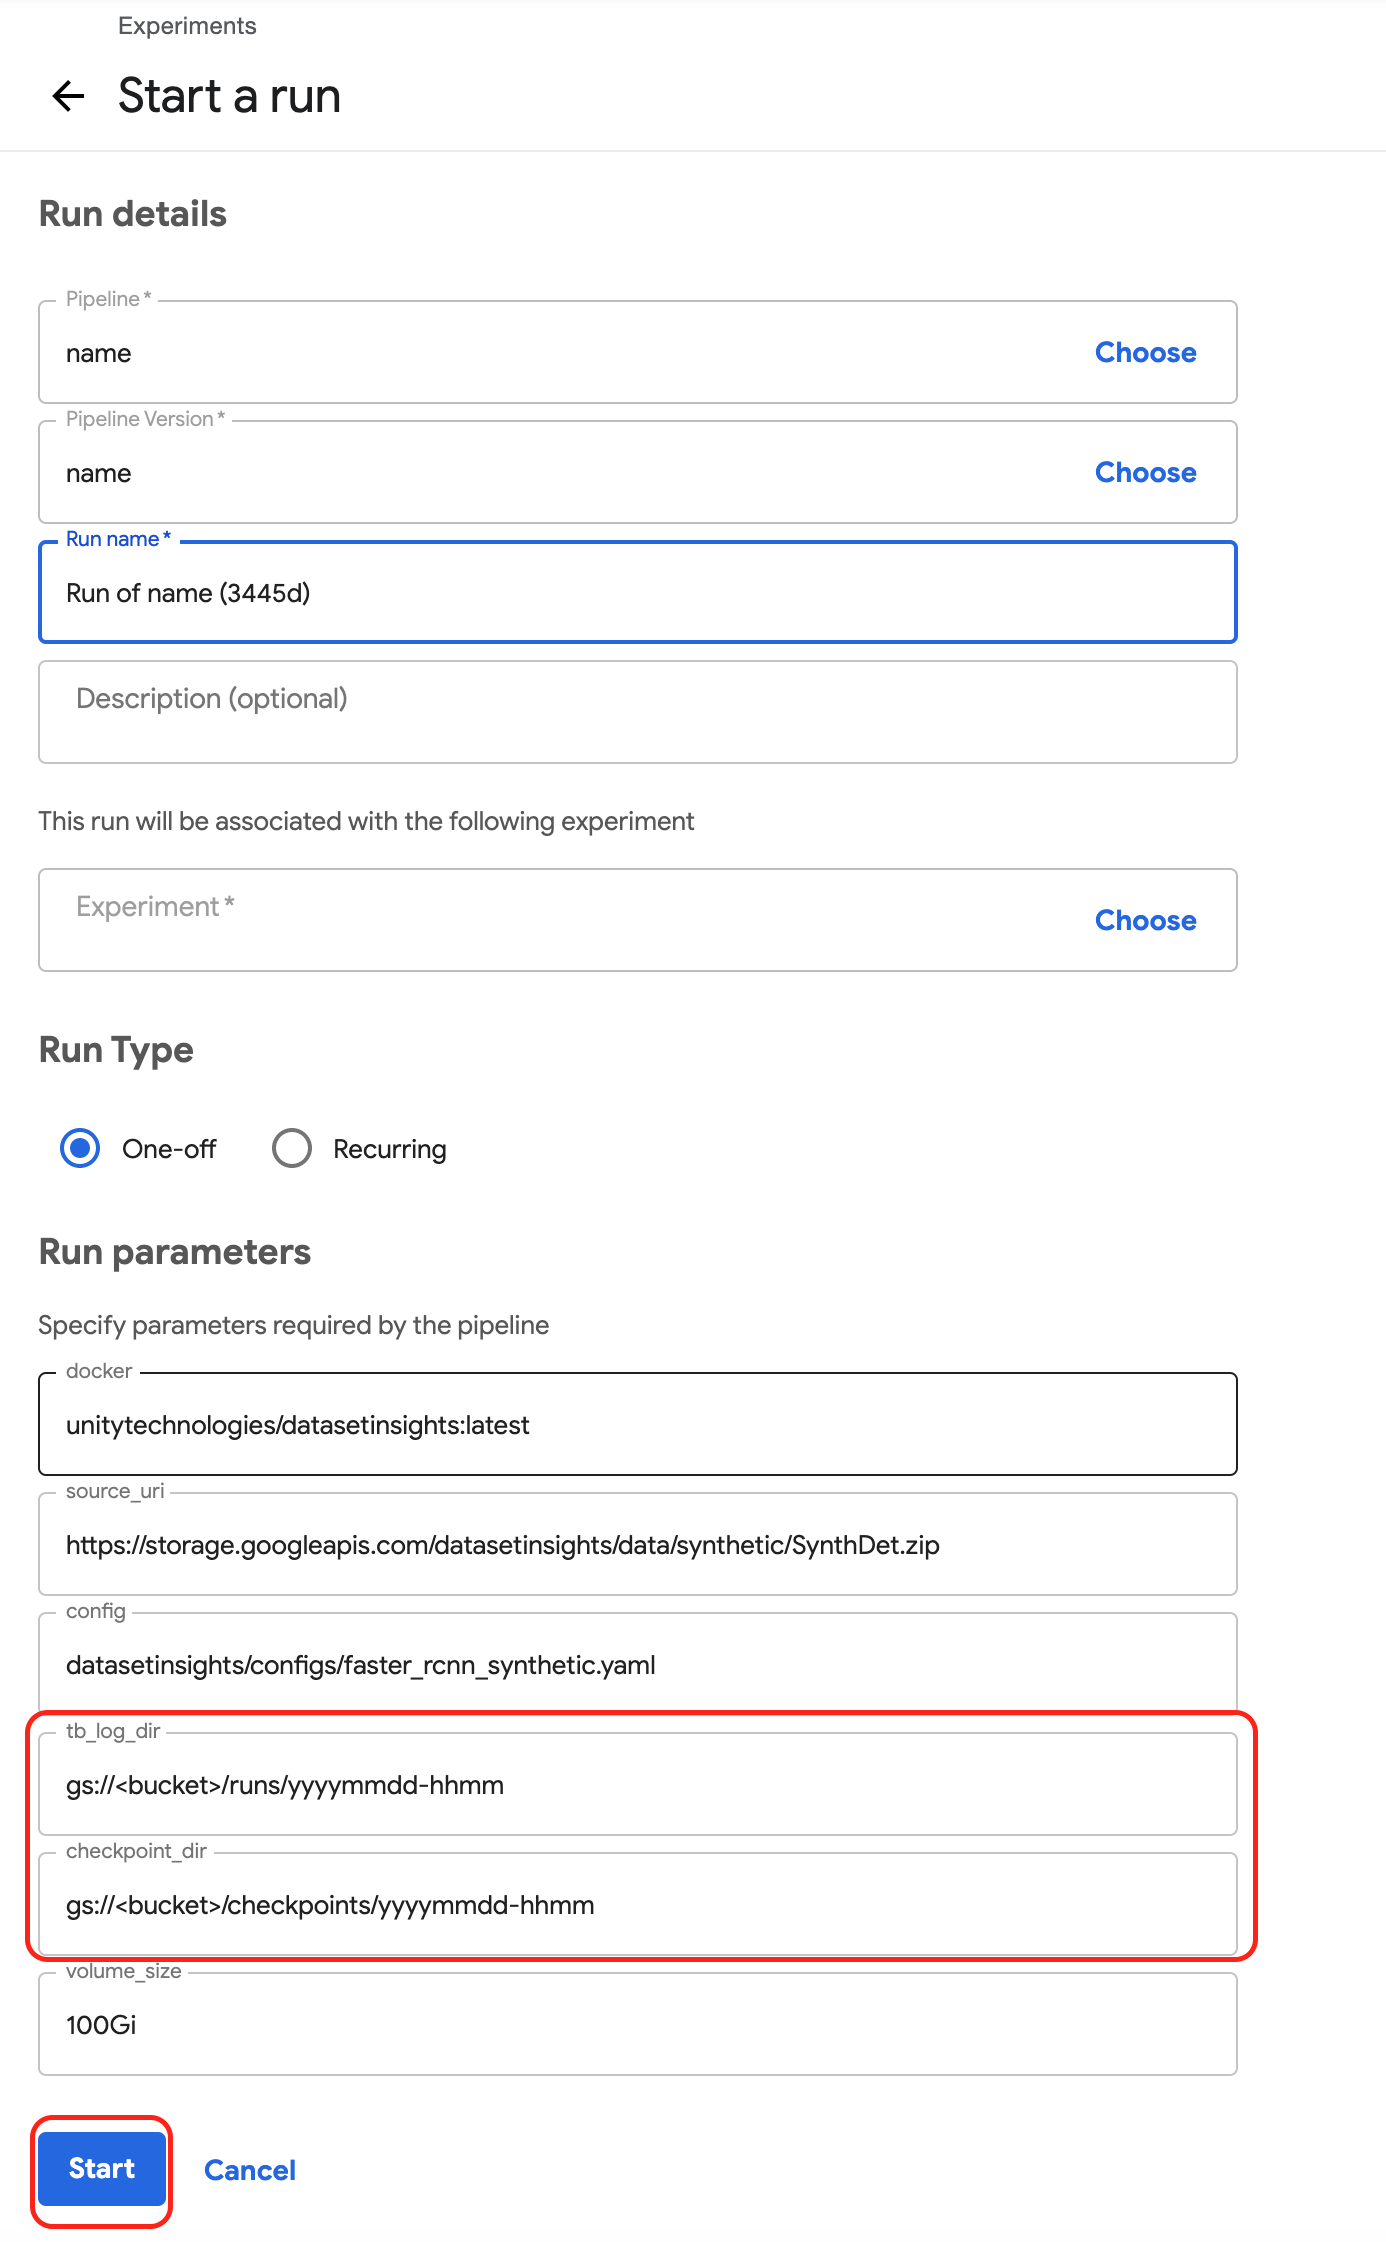 Experiments
Start a run
Run details
Pipeline *
name
Choose
Pipeline Version *
name
Choose
Run name *
Run of name (3445d)
Description (optional)
This run will be associated with the following experiment
Experiment *
Choose
Run Type
One-off
Recurring
Run parameters
Specify parameters required by the pipeline
docker
unitytechnologies/datasetinsights:latest
source_uri
https://storage.googleapis.com/datasetinsights/data/synthetic/SynthDet.zip
config
datasetinsights/configs/faster_rcnn_synthetic.yaml
tb_log_dir
gs://<bucket>/runs/yyyymmdd-hhmm
checkpoint_dir
gs://<bucket>/checkpoints/yyyymmdd-hhmm
volume_size
100Gi
Start
Cancel